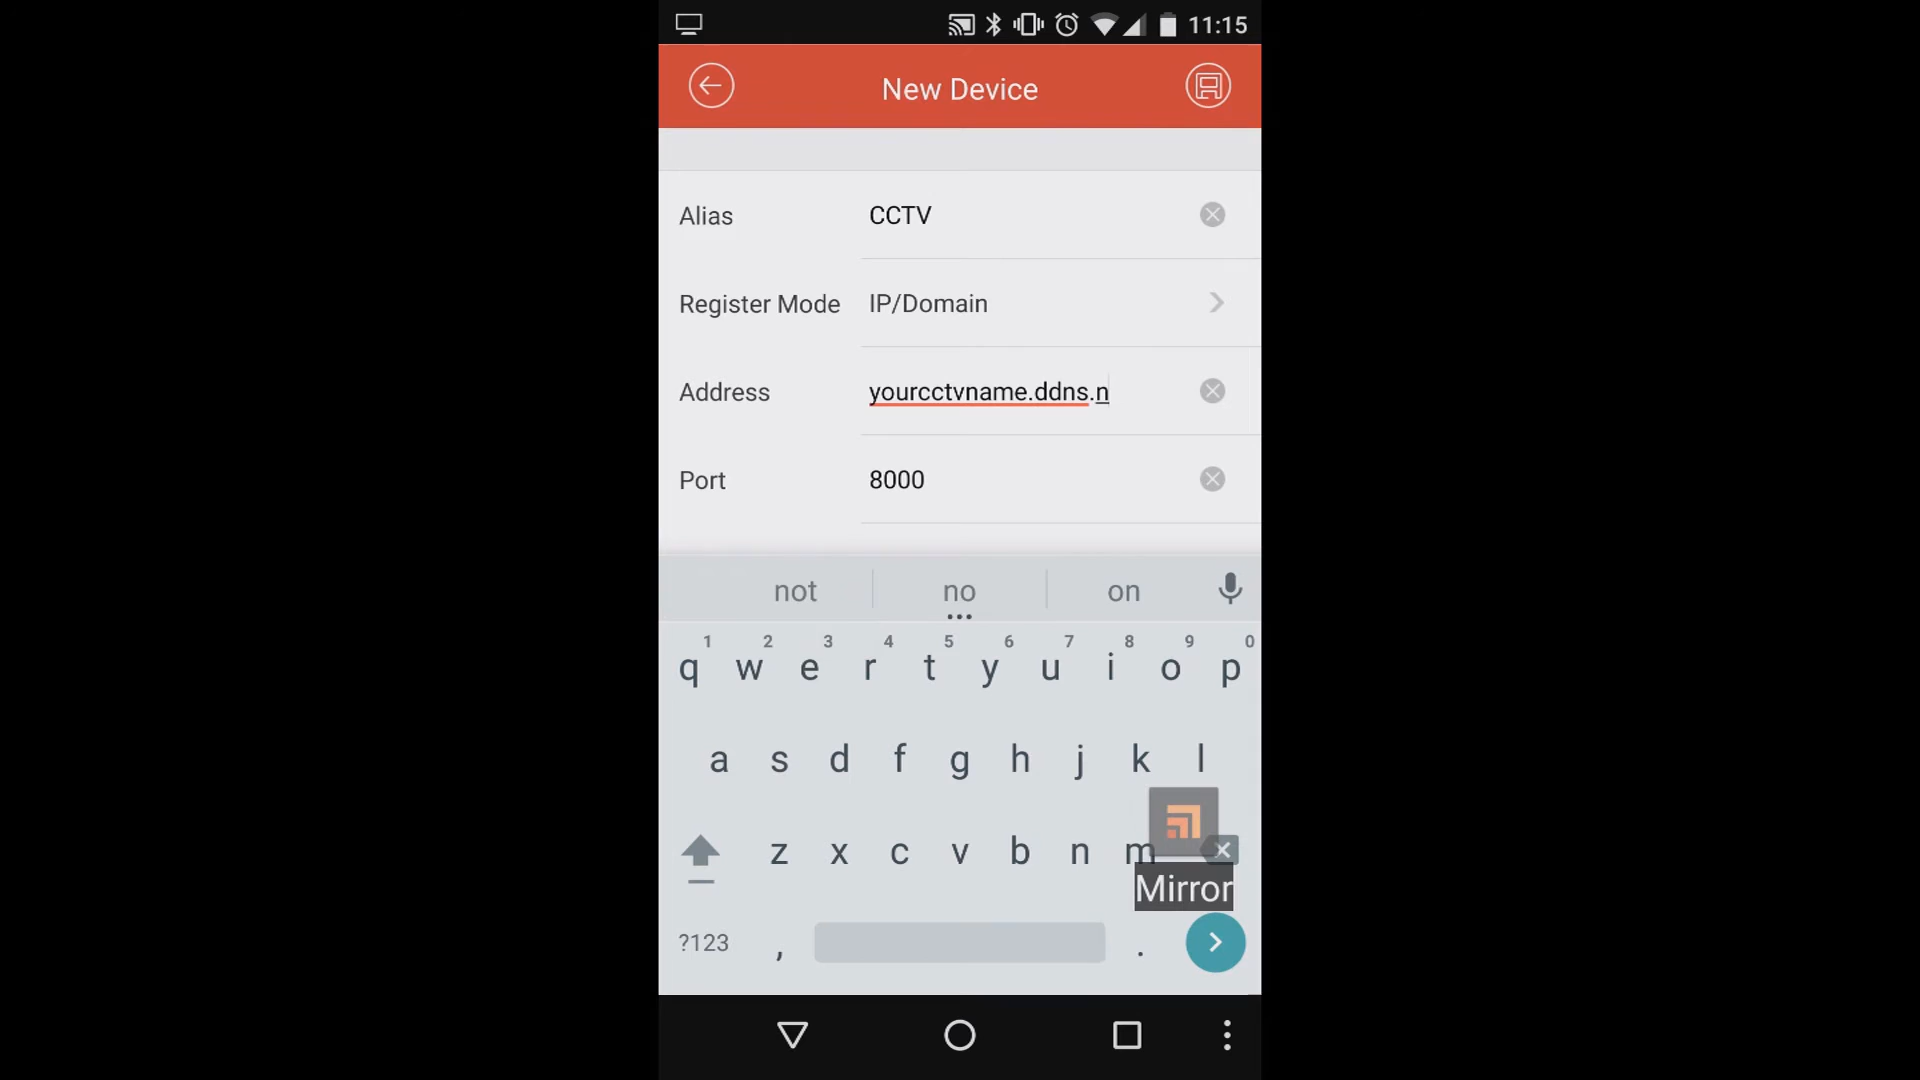 11:15
New Device
Alias CCTV
Register Mode IP/Domain
Address yourcctvname.ddns.n
Port 8000
not no on
1 2 3 4 5 6 7 8 9 0
q w e r t y u i o p
a s d f g h j k l
z x c v b n m
Mirror
?123 , .